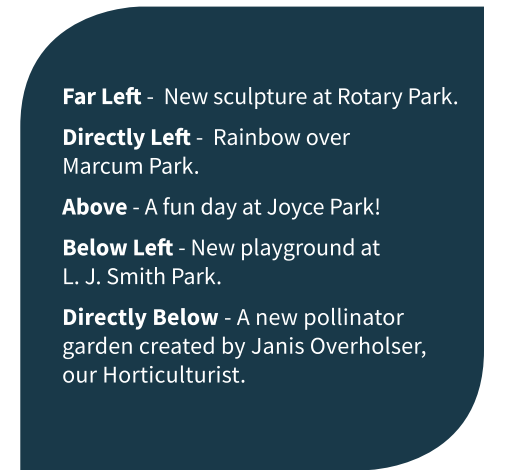 Far Left - New sculpture at Rotary Park.
Directly Left - Rainbow over
Marcum Park.
Above - A fun day at Joyce Park!
Below Left - New playground at
L. J. Smith Park.
Directly Below - A new pollinator
garden created by Janis Overholser,
our Horticulturist.